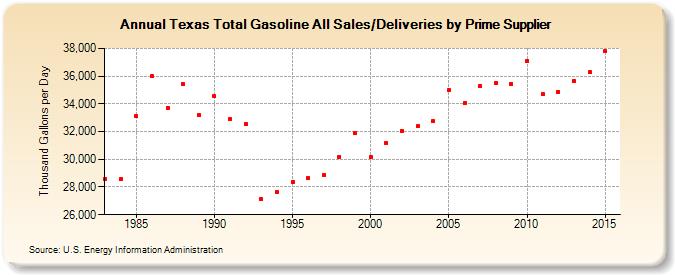 Annual Texas Total Gasoline All Sales/Deliveries by Prime Supplier
Thousand Gallons per Day
38,000
36,000
34,000
32,000
30,000
28,000
26,000
1985 1990 1995 2000 2005 2010 2015
Source: U.S. Energy Information Administration